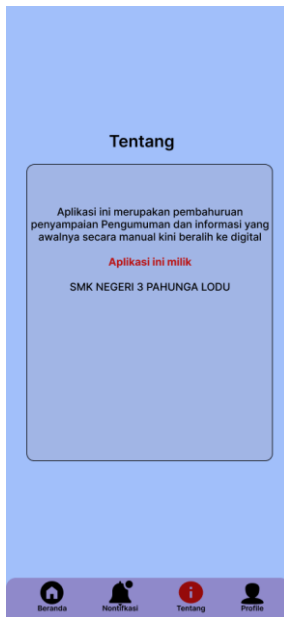 Tentang
Aplikasi ini merupakan pembahuruan
penyampaian Pengumuman dan informasi yang
awalnya secara manual kini beralih ke digital
Aplikasi ini milik
SMK NEGERI 3 PAHUNGA LODU
Beranda
Nontifkasi
Tentang
Profile